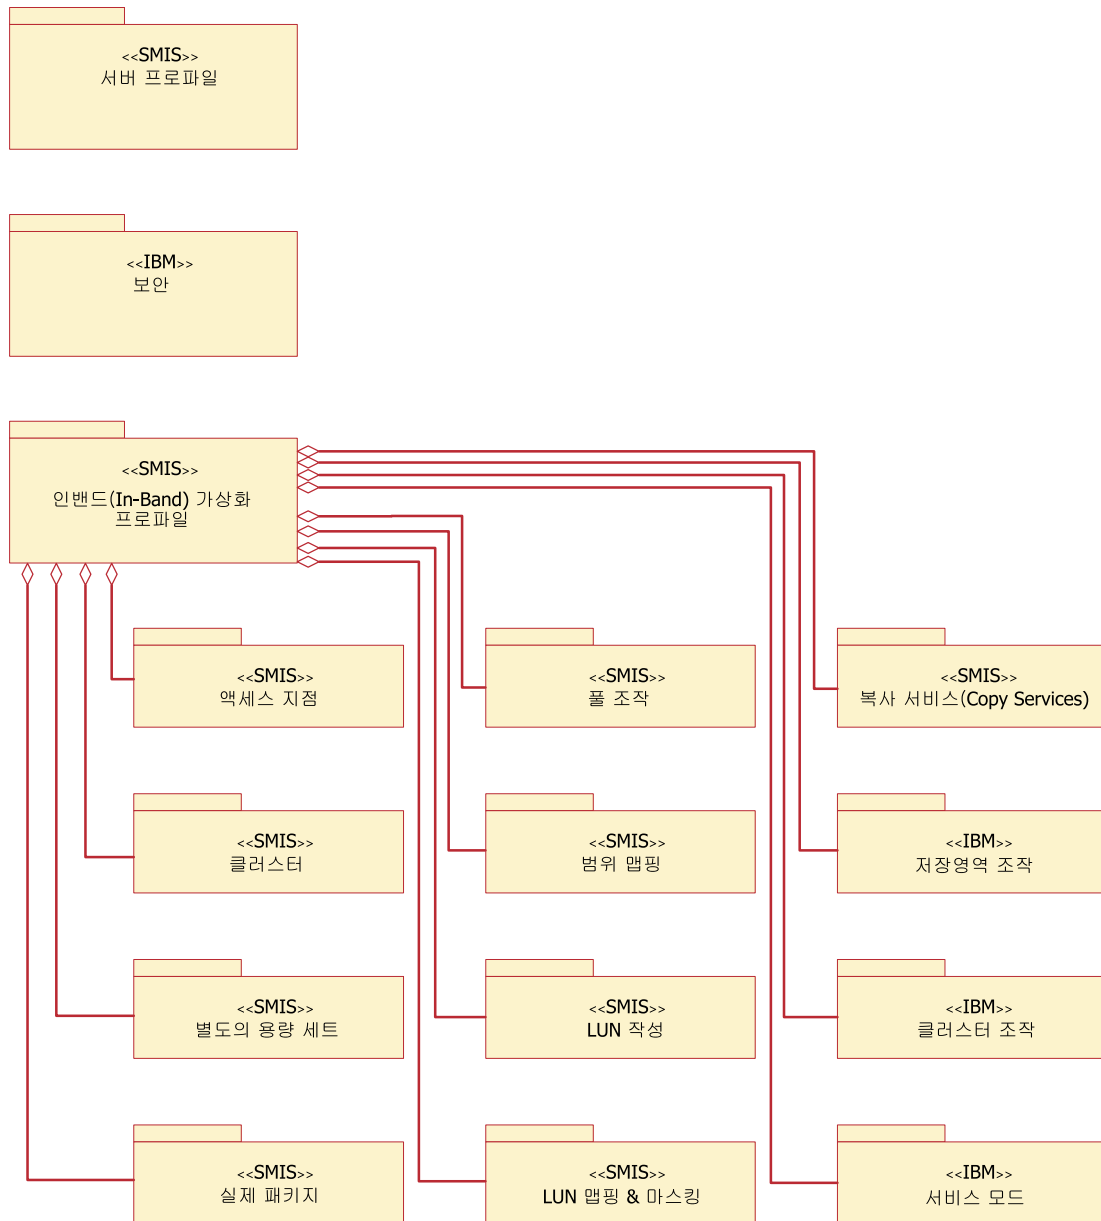 <<SMIS>>
서버 프로파일
<<IBM>>
보안
<<SMIS>>
인밴드(In-Band) 가상화
프로파일
<<SMIS>>
액세스 지점
<<SMIS>>
풀 조작
<<SMIS>>
복사 서비스(Copy Services)
<<SMIS>>
클러스터
<<SMIS>>
범위 맵핑
<<IBM>>
저장영역 조작
<<SMIS>>
별도의 용량 세트
<<SMIS>>
LUN 작성
<<IBM>>
클러스터 조작
<<SMIS>>
실제 패키지
<<SMIS>>
LUN 맵핑 & 마스킹
<<IBM>>
서비스 모드